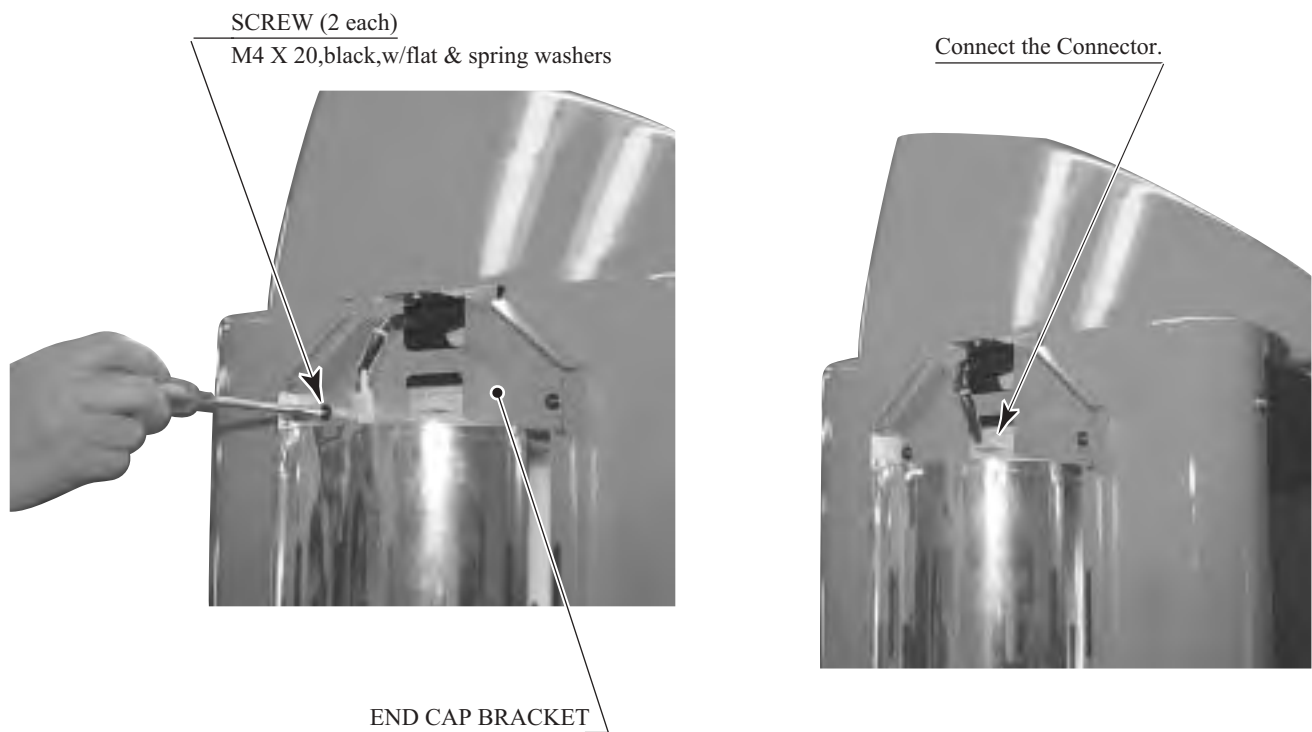 SCREW (2 each)
M4 X 20,black,w/flat & spring washers
Connect the Connector.
END CAP BRACKET